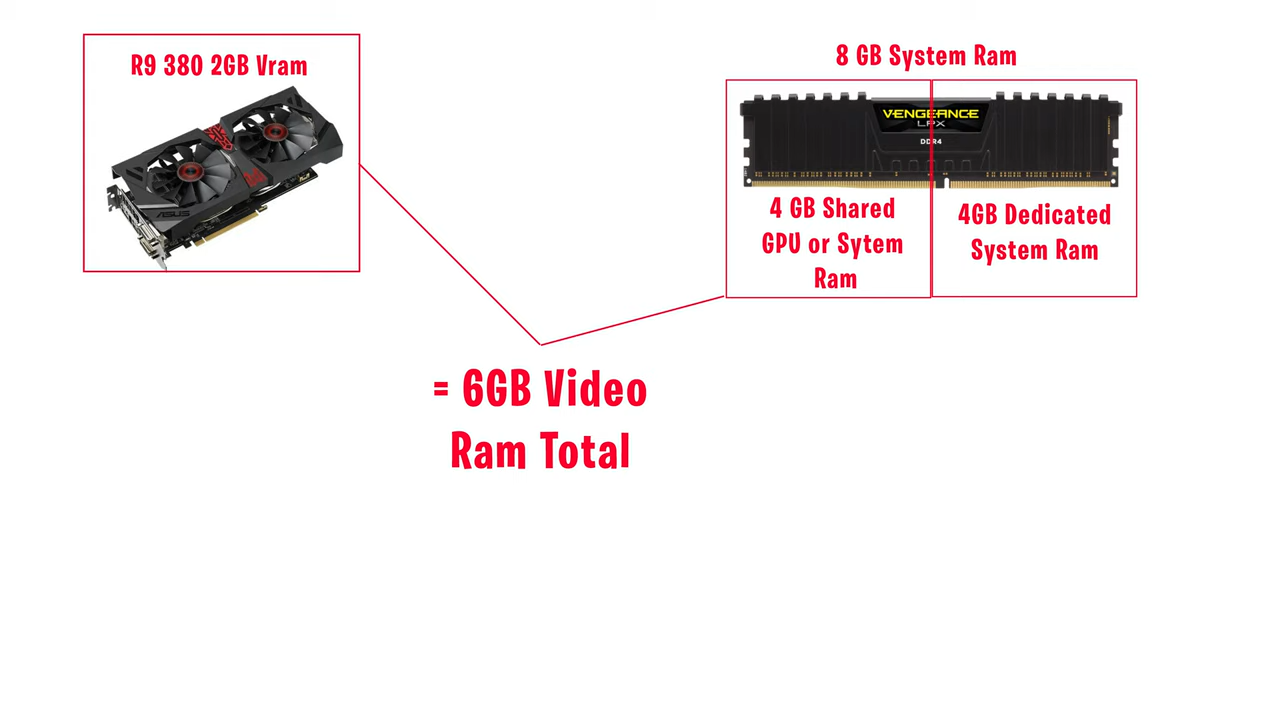 R9 380 2GB Vram
8 GB System Ram
VENGEANCE
LPX
DDR4
ASUS
4 GB Shared
GPU or Sytem
Ram
4GB Dedicated
System Ram
= 6GB Video
Ram Total